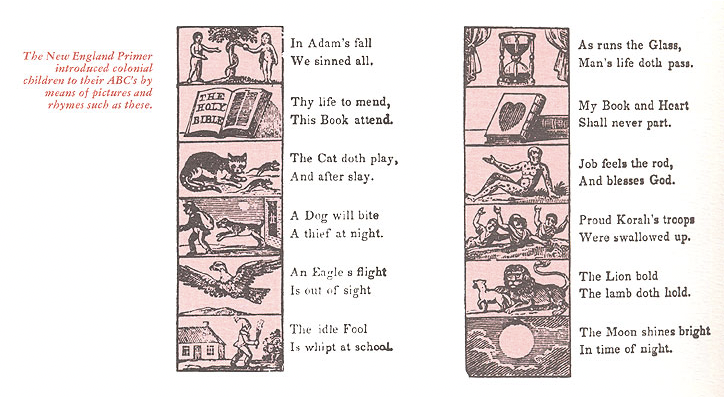 The New England Primer
introduced colonial
children to their ABC's by
means of pictures and
rhymes such as these.
THE
HOLY
BIBLE
In Adam's fall
We sinned all.
Thy life to mend,
This Book attend.
The Cat doth play,
And after slay.
A Dog will bite
A thief at night.
An Eagle s flight
Is out of sight
The idle Fool
Is whipt at school.
As runs the Glass,
Man's life doth pass.
My Book and Heart
Shall never part.
Job feels the rod,
And blesses God.
Proud Korah's troops
Were swallowed up.
The Lion bold
The lamb doth hold.
The Moon shines bright
In time of night.